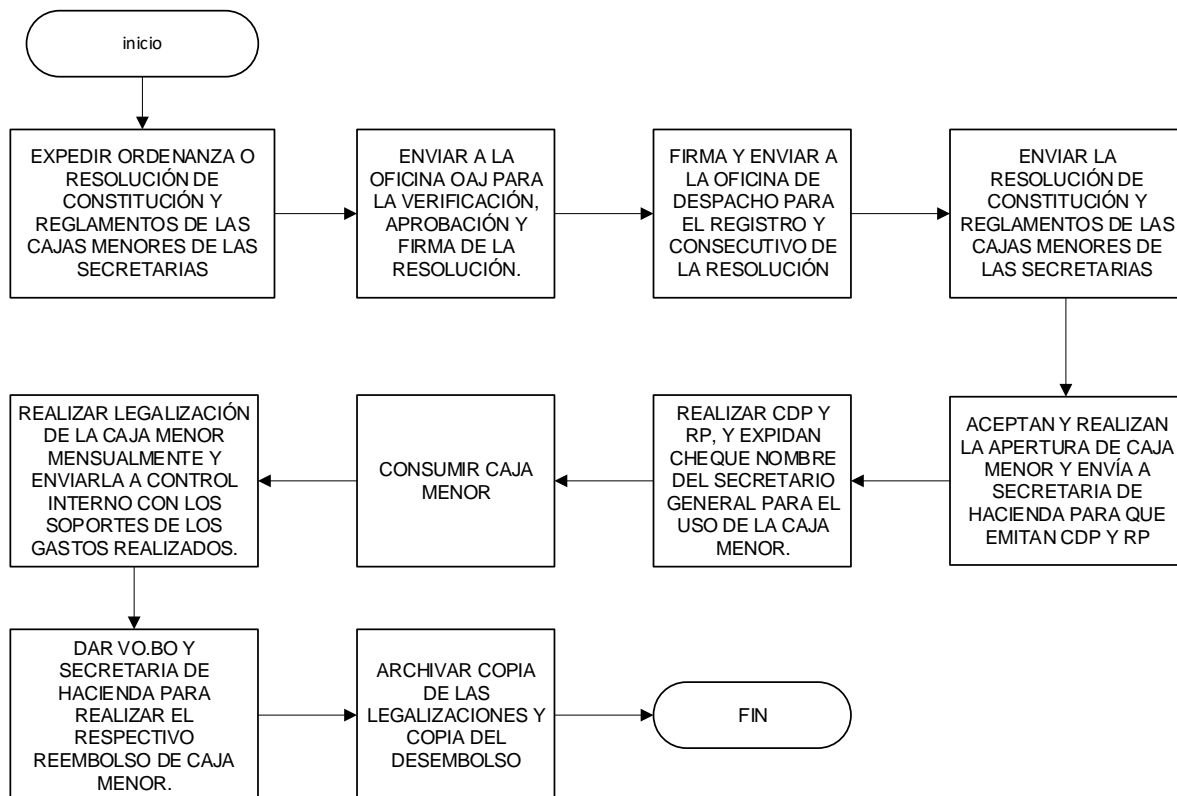 inicio
EXPEDIR ORDENANZA O
RESOLUCIÓN DE
CONSTITUCIÓN Y
REGLAMENTOS DE LAS
CAJAS MENORES DE LAS
SECRETARIAS
ENVIAR A LA
OFICINA OAJ PARA
LA VERIFICACIÓN,
APROBACIÓN Y
FIRMA DE LA
RESOLUCIÓN.
FIRMA Y ENVIAR A
LA OFICINA DE
DESPACHO PARA
EL REGISTRO Y
CONSECUTIVO DE
LA RESOLUCIÓN
ENVIAR LA
RESOLUCIÓN DE
CONSTITUCIÓN Y
REGLAMENTOS DE LAS
CAJAS MENORES DE
LAS SECRETARIAS
ACEPTAN Y REALIZAN
LA APERTURA DE CAJA
MENOR Y ENVÍA A
SECRETARIA DE
HACIENDA PARA QUE
EMITAN CDP Y RP
REALIZAR CDP Y
RP, Y EXPIDAN
CHEQUE NOMBRE
DEL SECRETARIO
GENERAL PARA EL
USO DE LA CAJA
MENOR.
CONSUMIR CAJA
MENOR
REALIZAR LEGALIZACIÓN
DE LA CAJA MENOR
MENSUALMENTE Y
ENVIARLA A CONTROL
INTERNO CON LOS
SOPORTES DE LOS
GASTOS REALIZADOS.
DAR VO.BO Y
SECRETARIA DE
HACIENDA PARA
REALIZAR EL
RESPECTIVO
REEMBOLSO DE CAJA
MENOR.
ARCHIVAR COPIA
DE LAS
LEGALIZACIONES Y
COPIA DEL
DESEMBOLSO
FIN